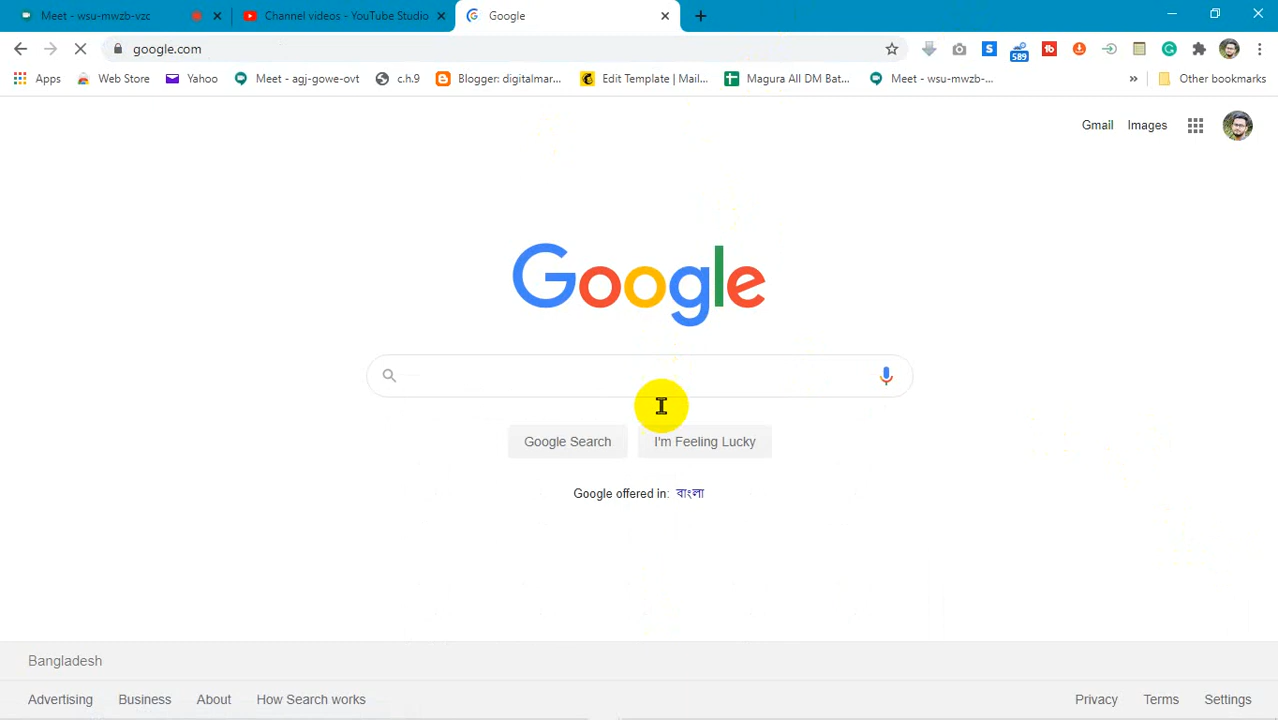 Meet - wsu-mwzb-vzc
Channel videos - YouTube Studio
Google
google.com
589
Apps
Web Store
Yahoo
Meet - agj-gowe-ovt
c.h.9
Blogger: digitalmar...
Edit Template | Mail...
Magura All DM Bat...
Meet - wsu-mwzb-...
Other bookmarks
Gmail
Images
Google
Google Search
I'm Feeling Lucky
Google offered in: বাংলা
Bangladesh
Advertising
Business
About
How Search works
Privacy
Terms
Settings